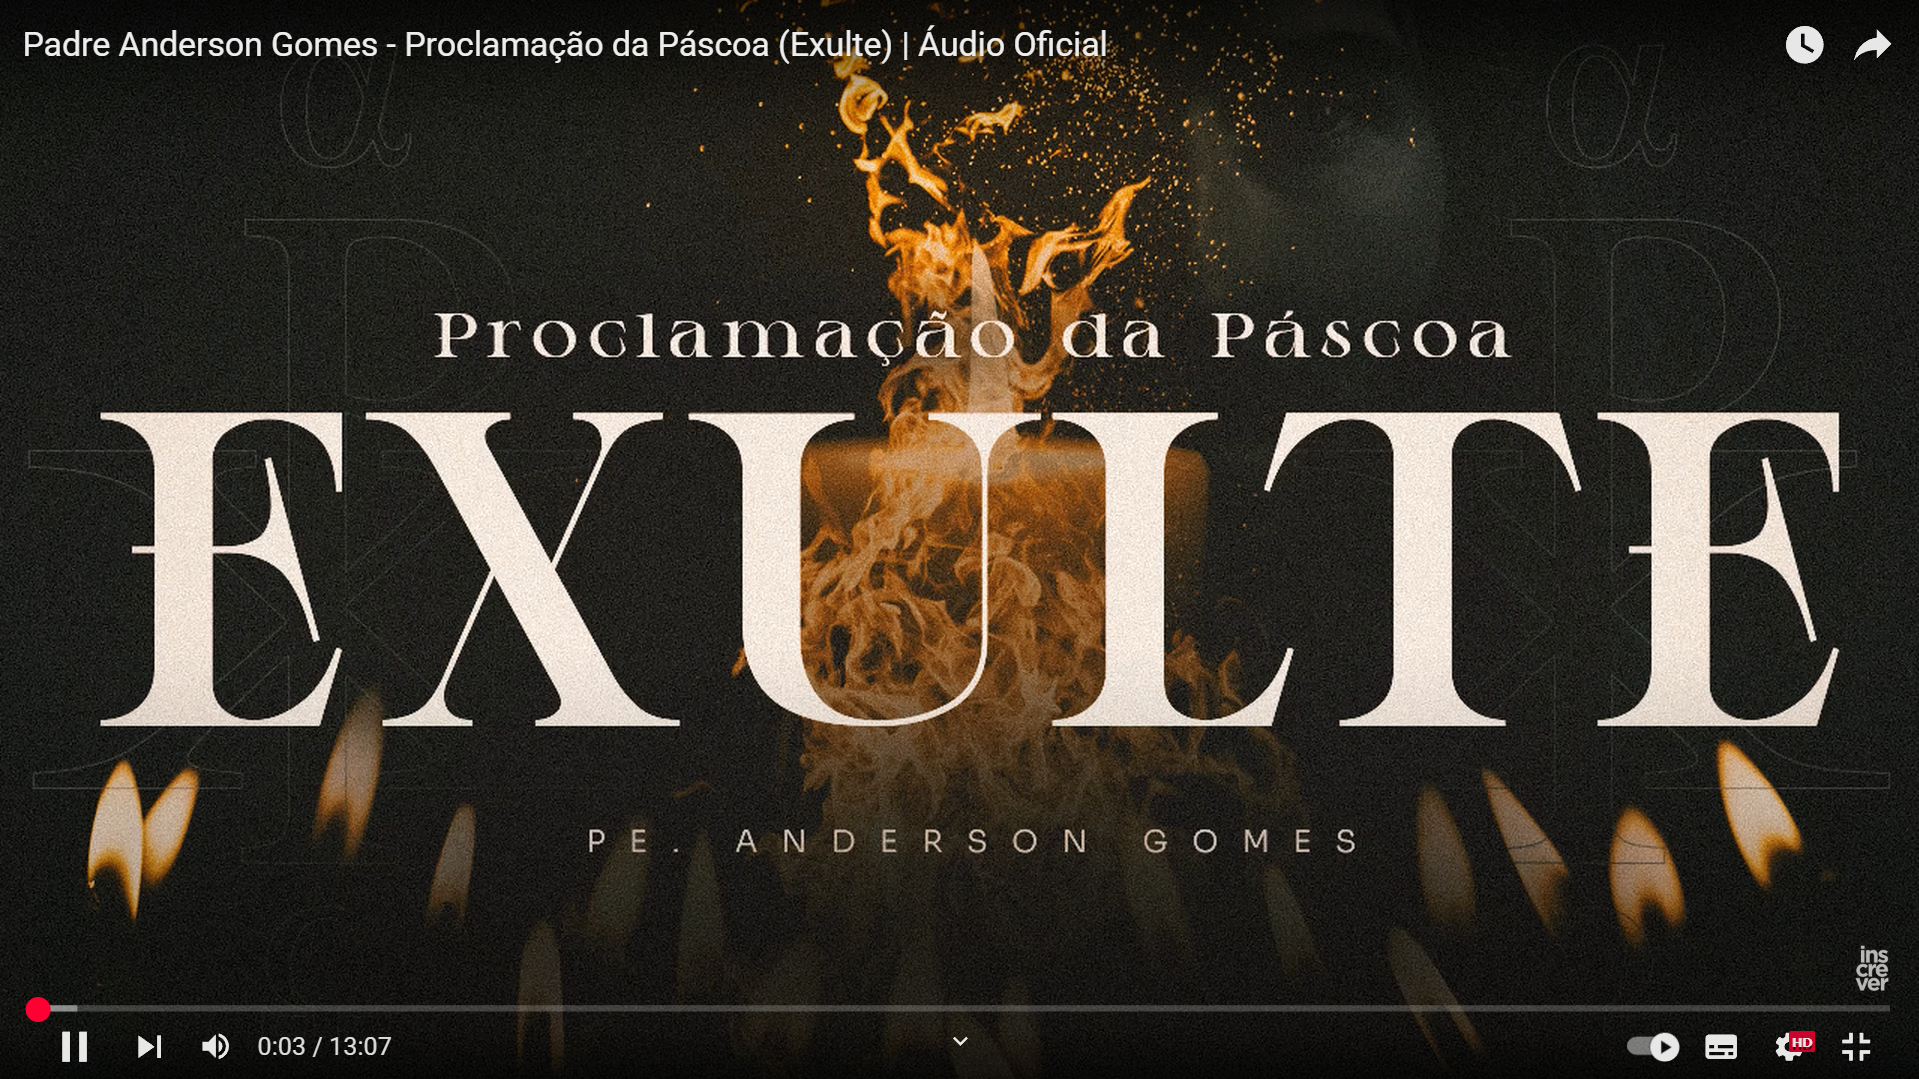 Padre Anderson Gomes - Proclamação da Páscoa (Exulte) | Áudio Oficial
α
α
P
P
Proclamação da Páscoa
EXULTE
PE. ANDERSON GOMES
ins
cre
ver
0:03 / 13:07
HD